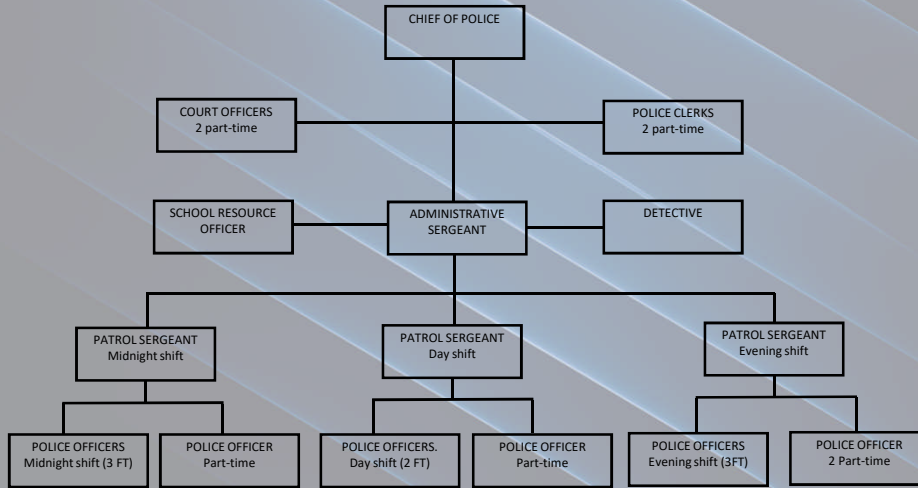 CHIEF OF POLICE
COURT OFFICERS
2 part-time
POLICE CLERKS
2 part-time
SCHOOL RESOURCE
OFFICER
ADMINISTRATIVE
SERGEANT
DETECTIVE
PATROL SERGEANT
Midnight shift
PATROL SERGEANT
Day shift
PATROL SERGEANT
Evening shift
POLICE OFFICERS
Midnight shift (3 FT)
POLICE OFFICER
Part-time
POLICE OFFICERS.
Day shift (2 FT)
POLICE OFFICER
Part-time
POLICE OFFICERS
Evening shift (3FT)
POLICE OFFICER
2 Part-time